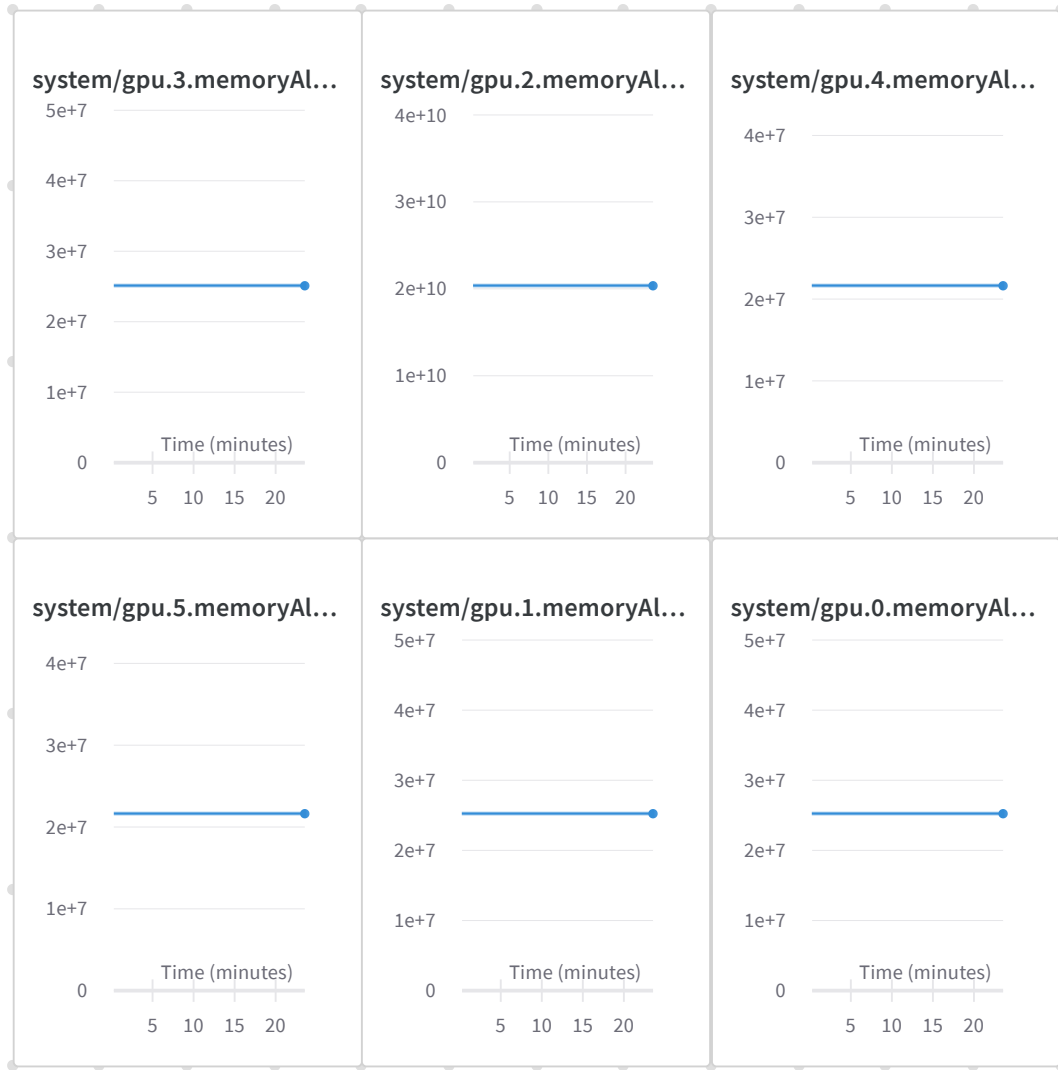 system/gpu.3.memoryAl...
5e+7
4e+7
3e+7
2e+7
1e+7
0
Time (minutes)
5 10 15 20
system/gpu.2.memoryAl...
4e+10
3e+10
2e+10
1e+10
0
Time (minutes)
5 10 15 20
system/gpu.4.memoryAl...
4e+7
3e+7
2e+7
1e+7
0
Time (minutes)
5 10 15 20
system/gpu.5.memoryAl...
4e+7
3e+7
2e+7
1e+7
0
Time (minutes)
5 10 15 20
system/gpu.1.memoryAl...
5e+7
4e+7
3e+7
2e+7
1e+7
0
Time (minutes)
5 10 15 20
system/gpu.0.memoryAl...
5e+7
4e+7
3e+7
2e+7
1e+7
0
Time (minutes)
5 10 15 20